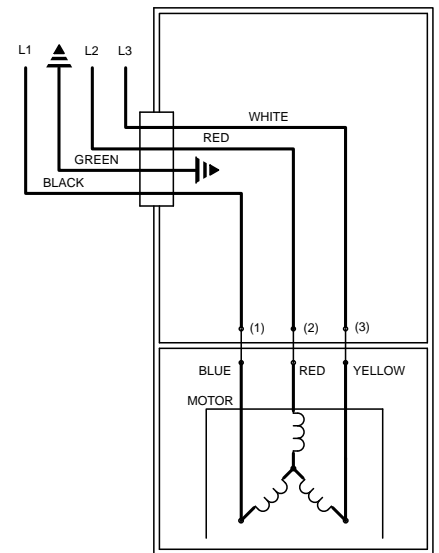 L1 L2 L3
WHITE
RED
GREEN
BLACK
(1) (2) (3)
BLUE RED YELLOW
MOTOR